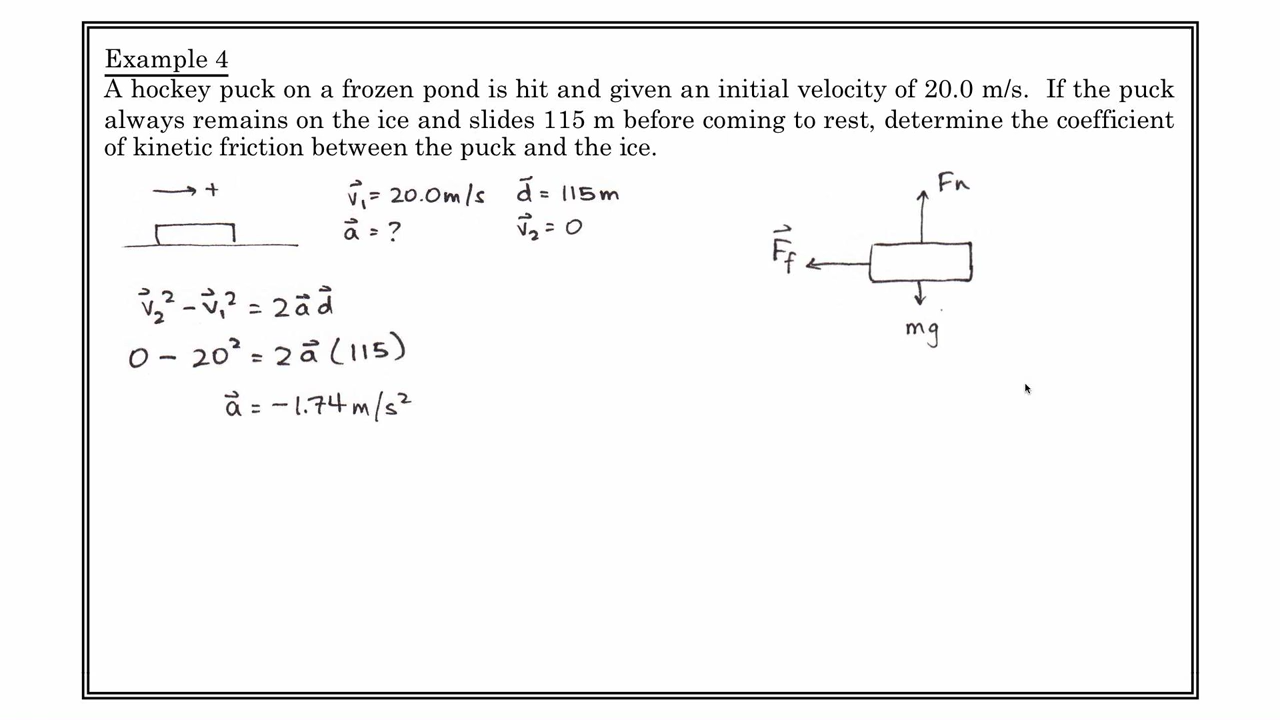 Example 4
A hockey puck on a frozen pond is hit and given an initial velocity of 20.0 m/s. If the puck
always remains on the ice and slides 115 m before coming to rest, determine the coefficient
of kinetic friction between the puck and the ice.
→ +
v⃗₁ = 20.0 m/s d⃗ = 115 m
a⃗ = ? v⃗₂ = 0
v⃗₂² − v⃗₁² = 2 a⃗ d⃗
0 − 20² = 2 a⃗ (115)
a⃗ = −1.74 m/s²
Fn
F⃗f
mg